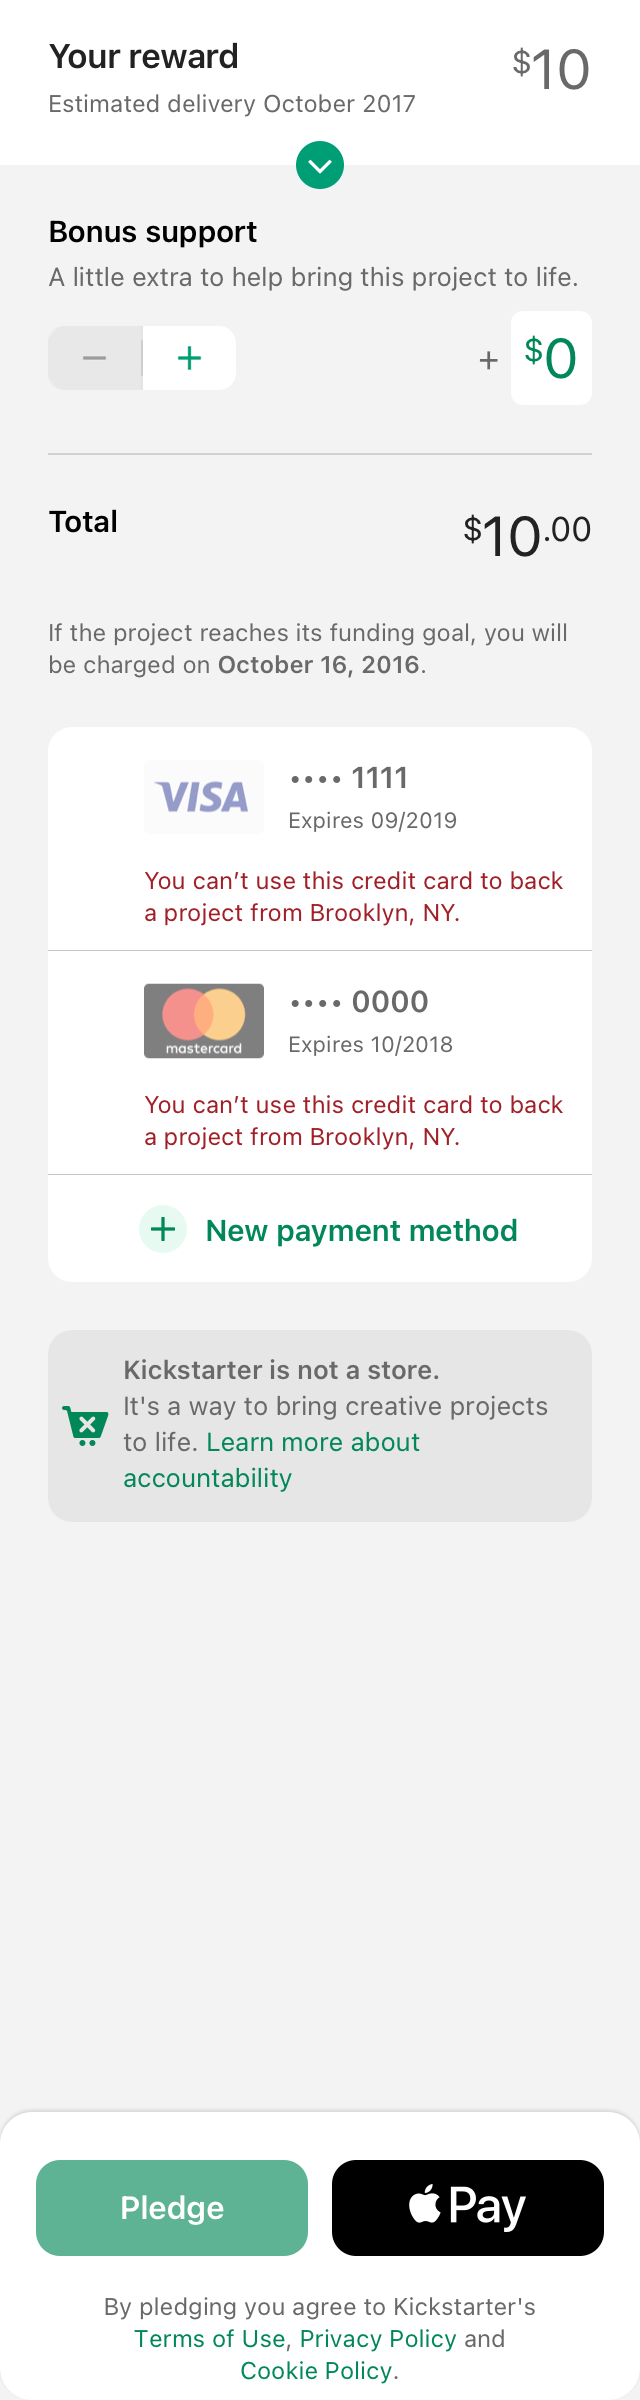 Your reward
$10
Estimated delivery October 2017
Bonus support
A little extra to help bring this project to life.
− +
+ $0
Total
$10.00
If the project reaches its funding goal, you will
be charged on October 16, 2016.
VISA
•••• 1111
Expires 09/2019
You can’t use this credit card to back
a project from Brooklyn, NY.
mastercard
•••• 0000
Expires 10/2018
You can’t use this credit card to back
a project from Brooklyn, NY.
+ New payment method
Kickstarter is not a store.
It's a way to bring creative projects
to life. Learn more about
accountability
Pledge
Pay
By pledging you agree to Kickstarter's
Terms of Use, Privacy Policy and
Cookie Policy.